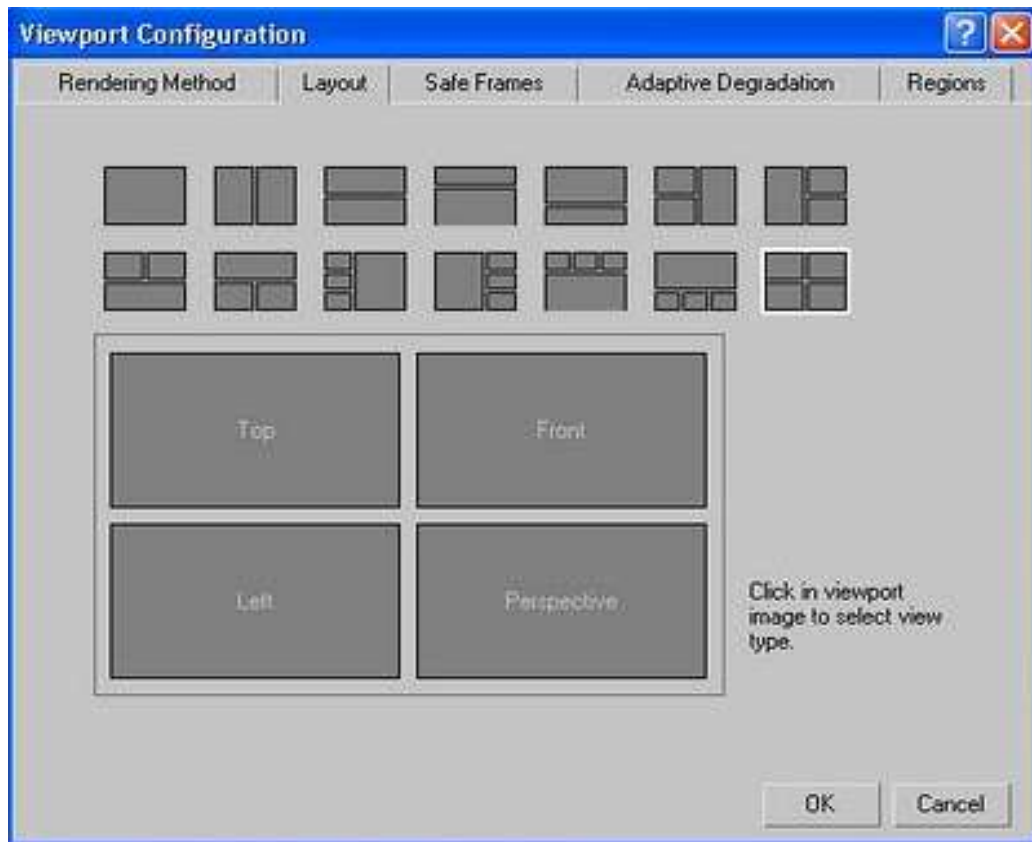 Viewport Configuration
Rendering Method Layout Safe Frames Adaptive Degradation Regions
Top Front
Left Perspective
Click in viewport
image to select view
type.
OK Cancel